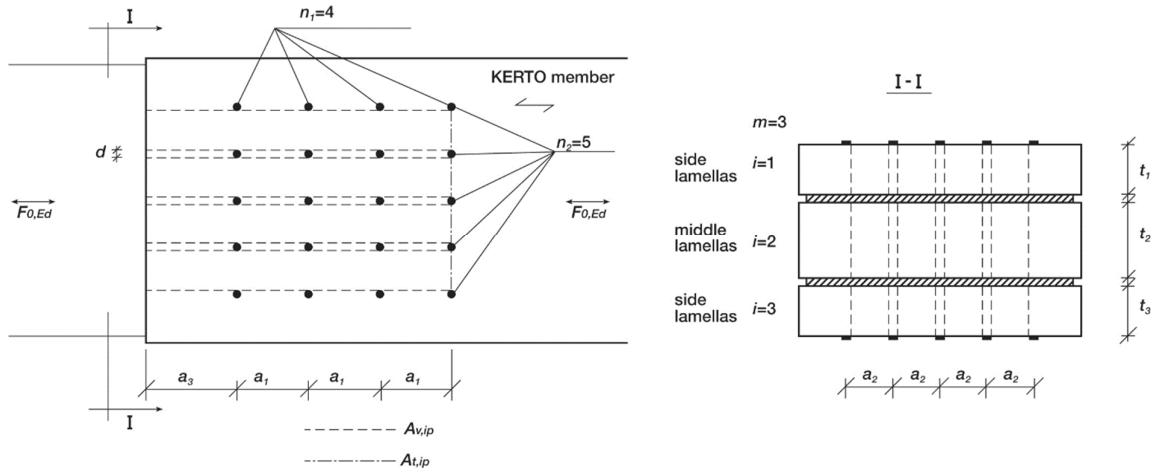 I
n1=4
KERTO member
d
n2=5
F0,Ed
F0,Ed
a3
a1
a1
a1
I
Av,ip
At,ip
I - I
m=3
side
lamellas
i=1
t1
middle
lamellas
i=2
t2
side
lamellas
i=3
t3
a2
a2
a2
a2